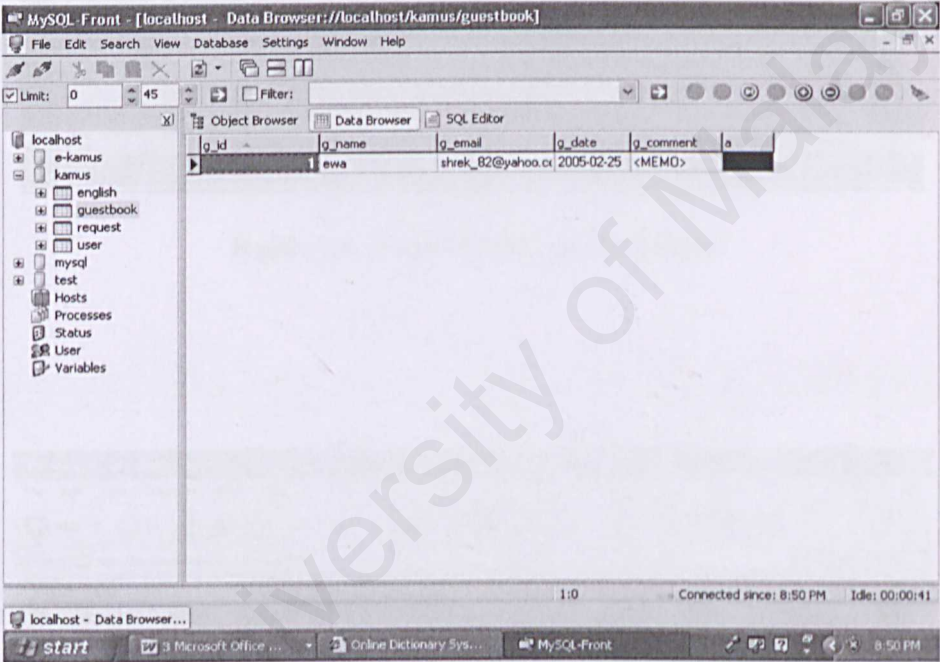 MySQL-Front - [localhost - Data Browser://localhost/kamus/guestbook]
File Edit Search View Database Settings Window Help
Limit: 0 45 Filter:
Object Browser Data Browser SQL Editor
localhost
e-kamus
kamus
english
guestbook
request
user
mysql
test
Hosts
Processes
Status
User
Variables
g_id g_name g_email g_date g_comment a
1 ewa shrek_82@yahoo.co 2005-02-25 <MEMO>
1:0 Connected since: 8:50 PM Idle: 00:00:41
localhost - Data Browser...
start 3 Microsoft Office ... Online Dictionary Sys... MySQL-Front 8:50 PM